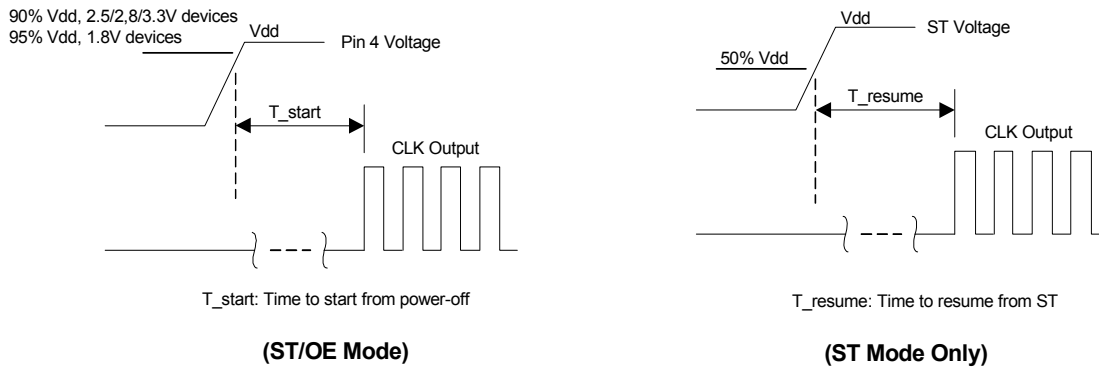 90% Vdd, 2.5/2,8/3.3V devices
95% Vdd, 1.8V devices
Vdd
Pin 4 Voltage
T_start
CLK Output
T_start: Time to start from power-off
(ST/OE Mode)
Vdd
ST Voltage
50% Vdd
T_resume
CLK Output
T_resume: Time to resume from ST
(ST Mode Only)